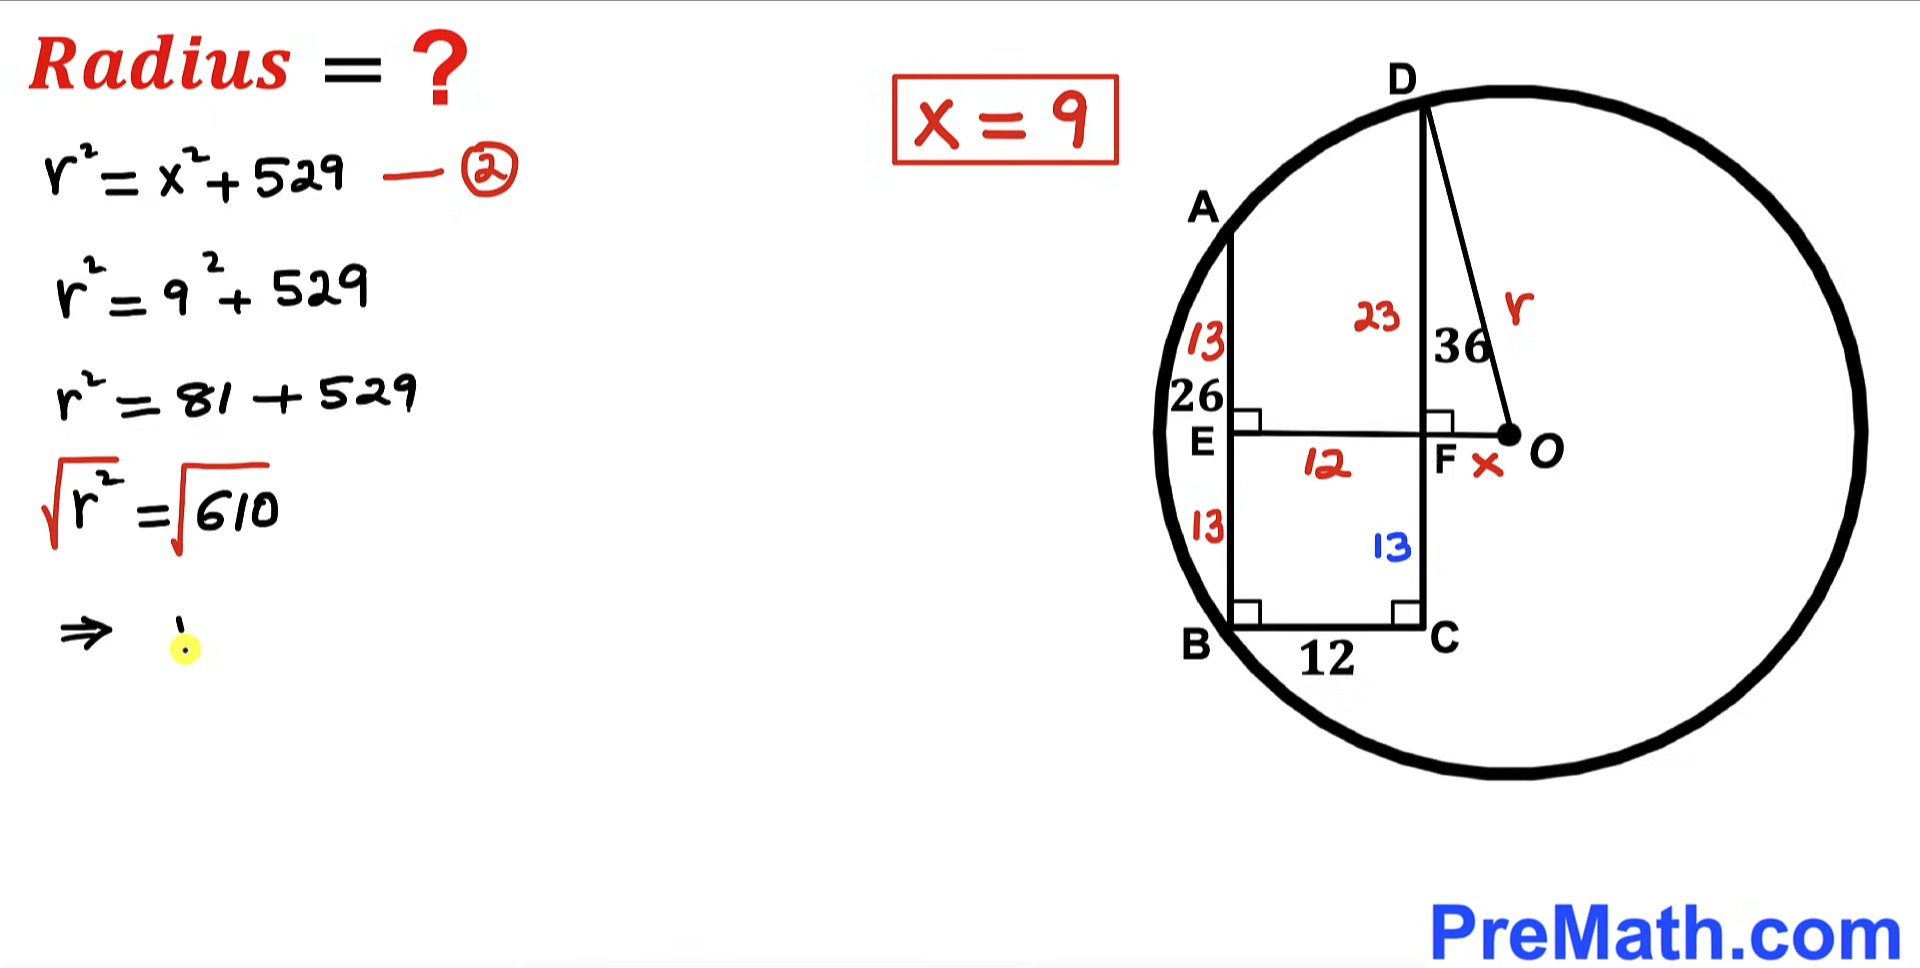 Radius = ?
x = 9
r² = x² + 529 — ②
r² = 9² + 529
r² = 81 + 529
√r² = √610
⇒
D
A
13
23
r
36
26
E
12
F
x
O
13
13
B
12
C
PreMath.com